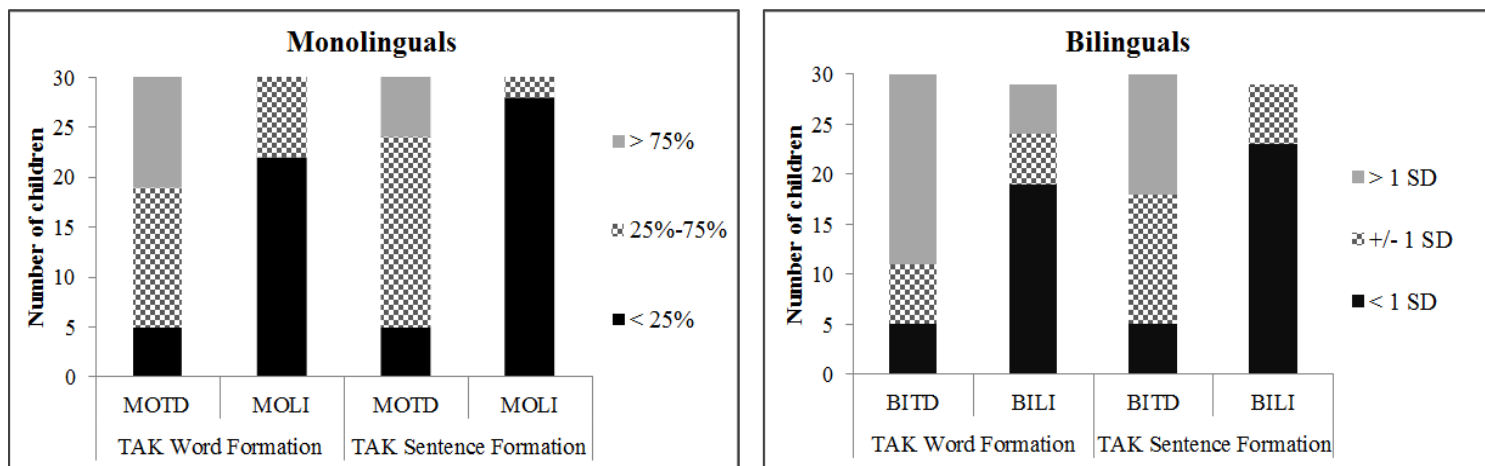 Monolinguals
Number of children
30
25
20
15
10
5
0
> 75%
25%-75%
< 25%
MOTD MOLI MOTD MOLI
TAK Word Formation TAK Sentence Formation
Bilinguals
Number of children
30
25
20
15
10
5
0
> 1 SD
+/- 1 SD
< 1 SD
BITD BILI BITD BILI
TAK Word Formation TAK Sentence Formation